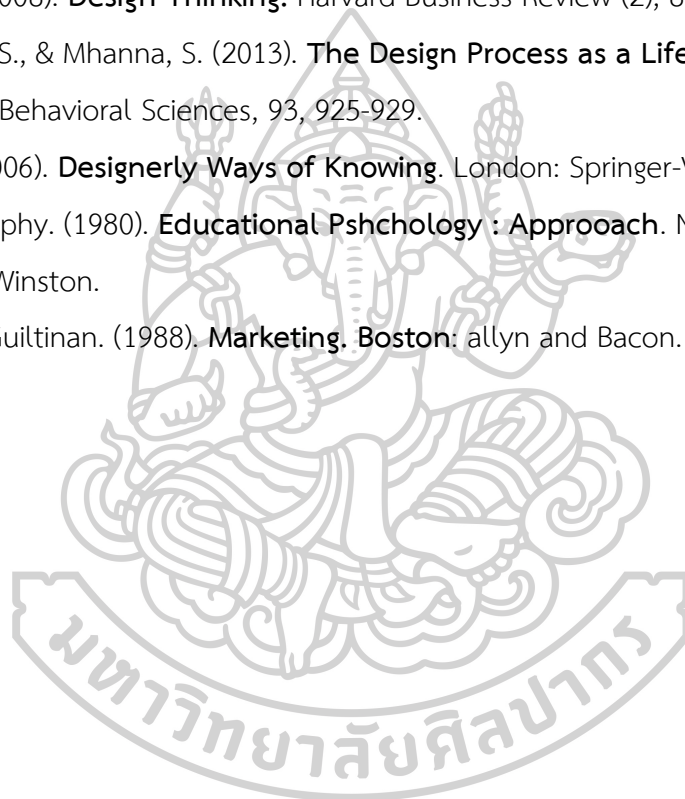 008). Design Thinking. Harvard Business Review (2), 8
S., & Mhanna, S. (2013). The Design Process as a Life
Behavioral Sciences, 93, 925-929.
006). Designerly Ways of Knowing. London: Springer-V
phy. (1980). Educational Pshchology : Approoach. N
Winston.
Guiltinan. (1988). Marketing. Boston: allyn and Bacon.
มหาวิทยาลัยศิลปากร